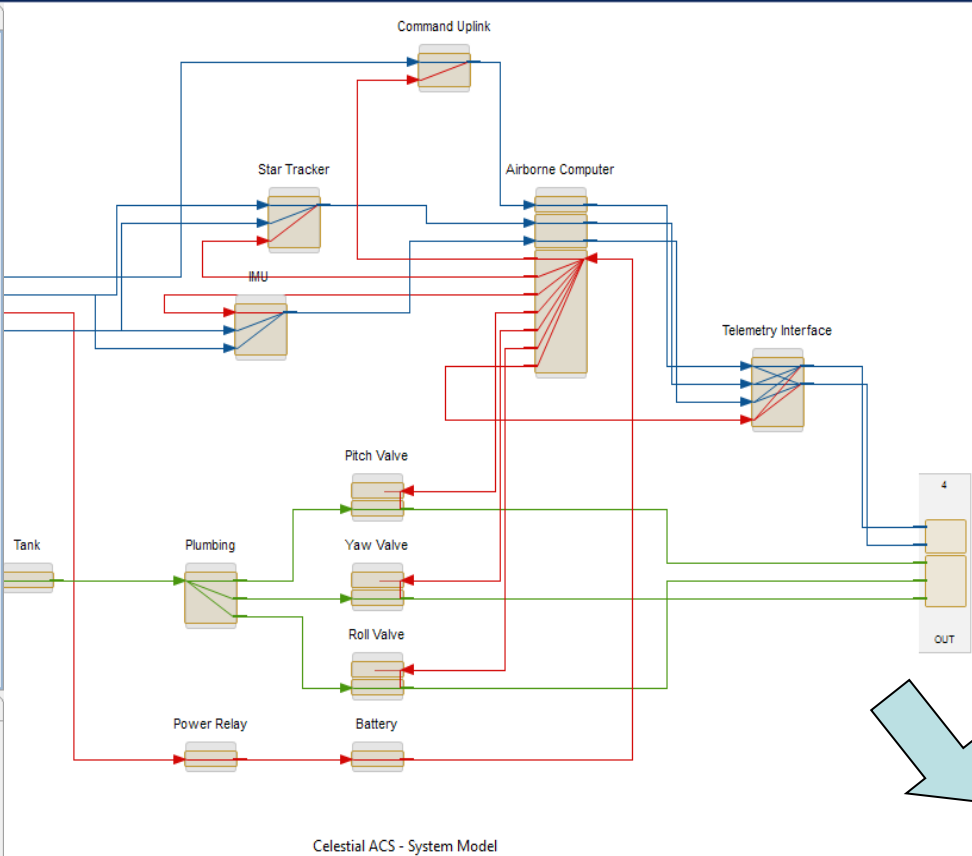 Command Uplink
Star Tracker
Airborne Computer
IMU
Telemetry Interface
Pitch Valve
4
Tank
Plumbing
Yaw Valve
Roll Valve
OUT
Power Relay
Battery
Celestial ACS - System Model